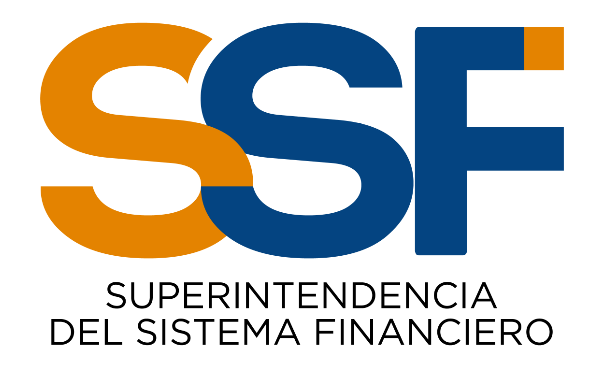 SSF
SUPERINTENDENCIA
DEL SISTEMA FINANCIERO